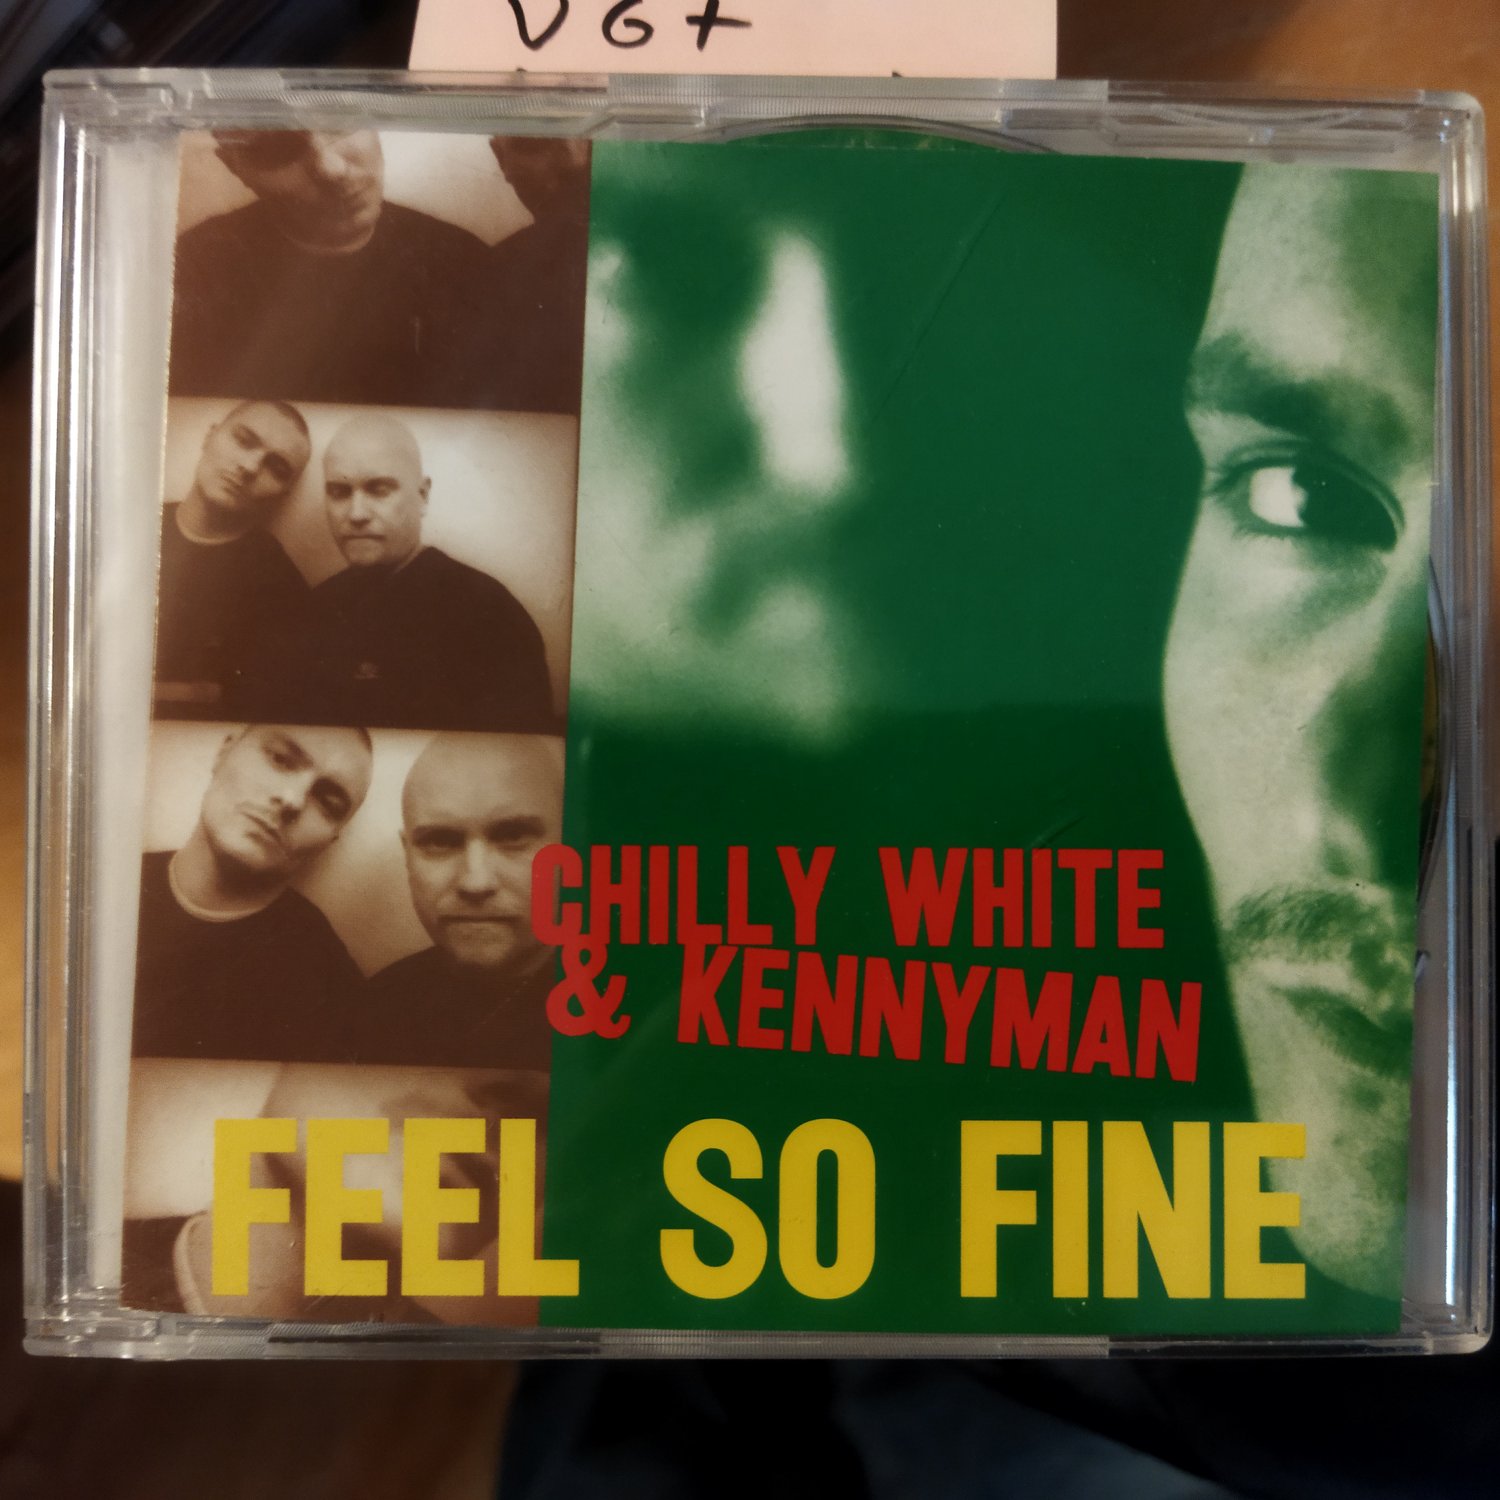 VG+
CHILLY WHITE
& KENNYMAN
FEEL SO FINE